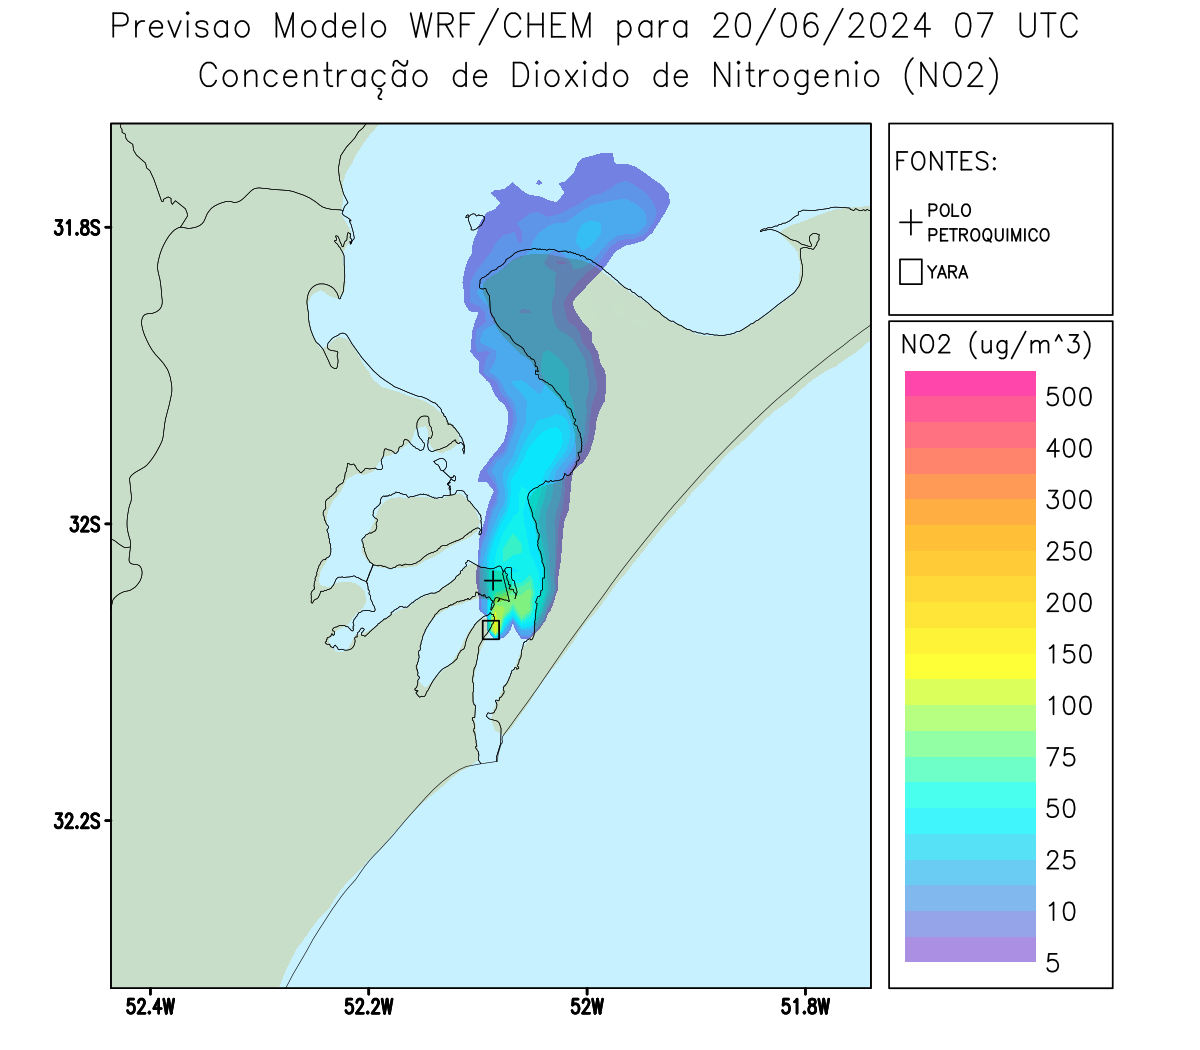 Previsao Modelo WRF/CHEM para 20/06/2024 07 UTC
Concentração de Dioxido de Nitrogenio (NO2)
FONTES:
POLO
PETROQUIMICO
YARA
NO2 (ug/m^3)
500
400
300
250
200
150
100
75
50
25
10
5
31.8S
32S
32.2S
52.4W
52.2W
52W
51.8W